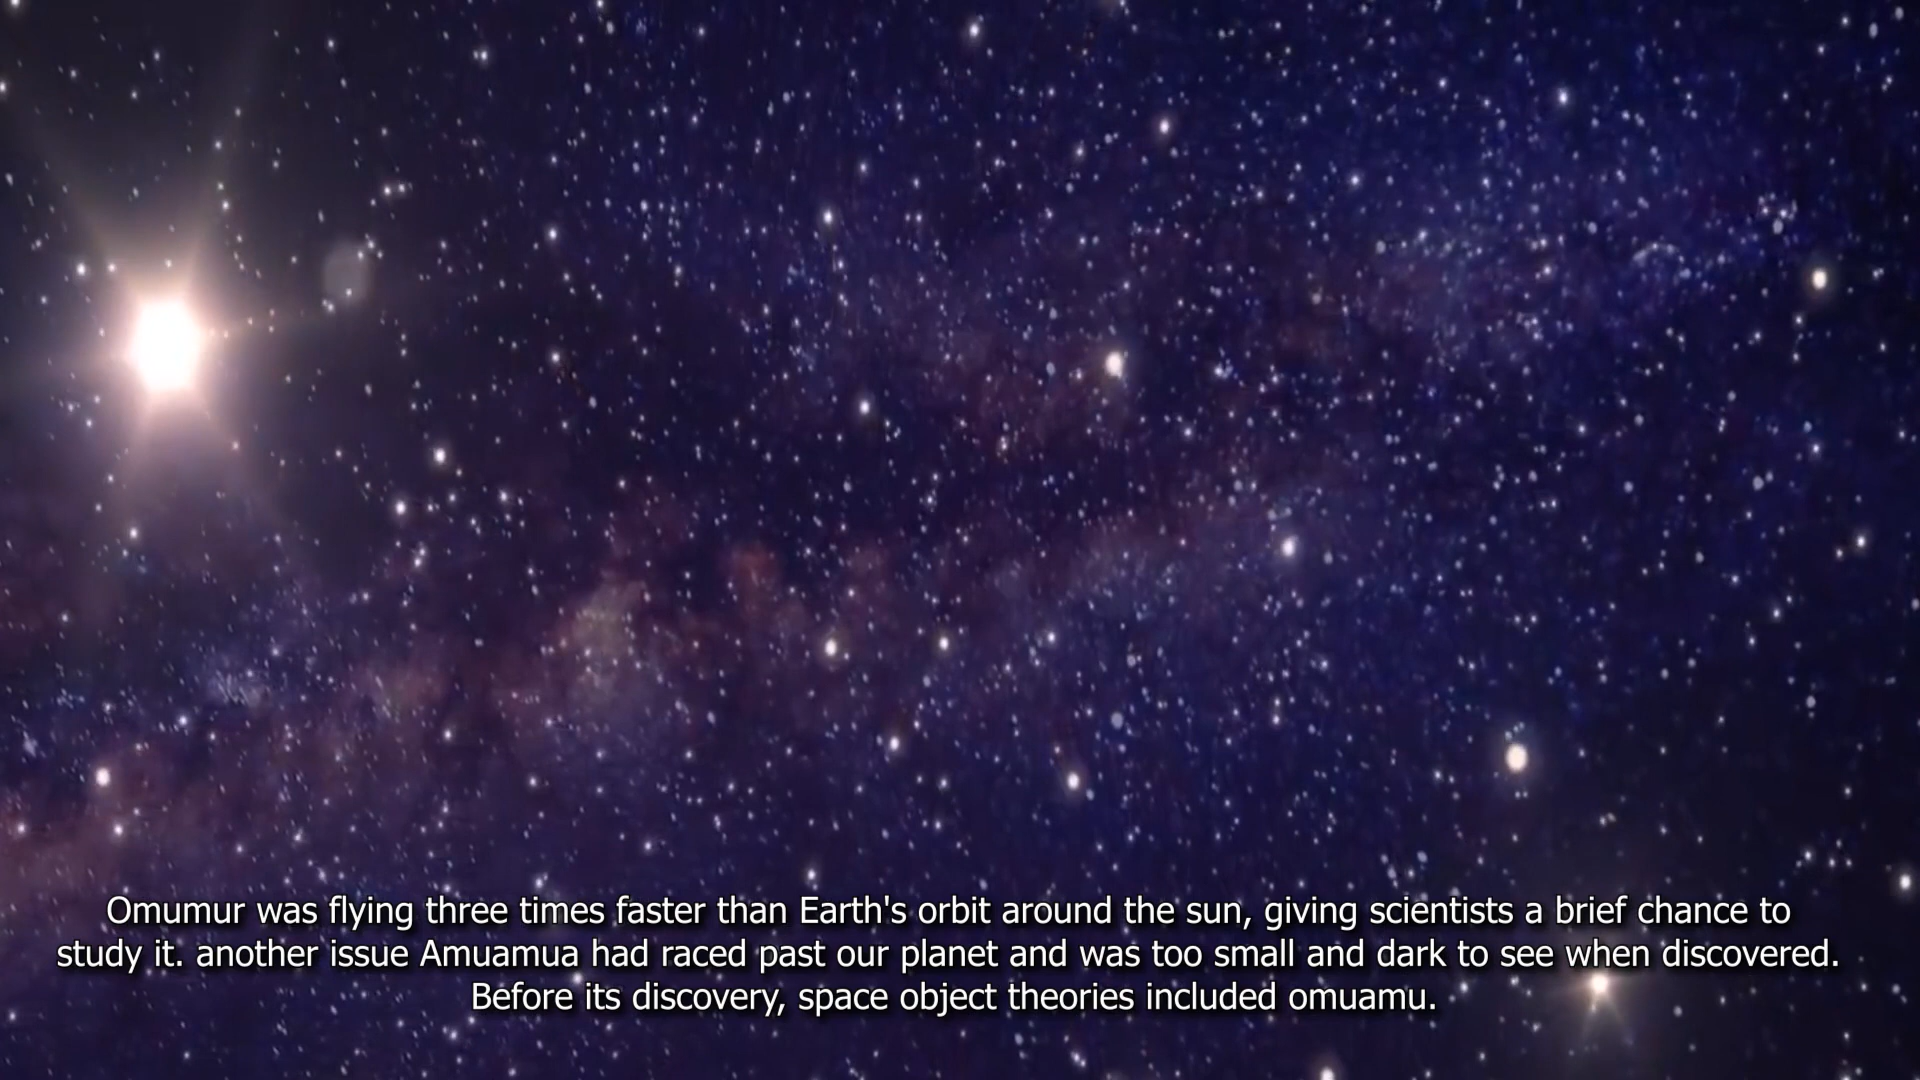 Omumur was flying three times faster than Earth's orbit around the sun, giving scientists a brief chance to
study it. another issue Amuamua had raced past our planet and was too small and dark to see when discovered.
Before its discovery, space object theories included omuamu.